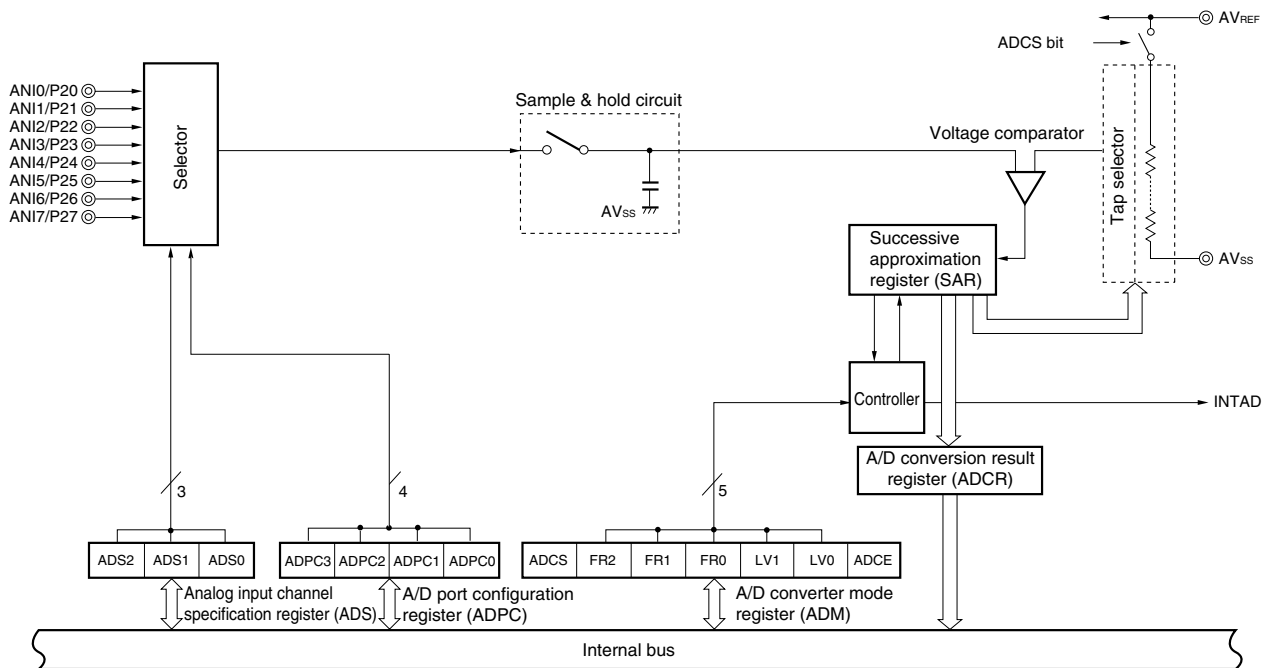 AVREF
ADCS bit
ANI0/P20
ANI1/P21
ANI2/P22
ANI3/P23
ANI4/P24
ANI5/P25
ANI6/P26
ANI7/P27
Selector
Sample & hold circuit
AVSS
Voltage comparator
Tap selector
AVSS
Successive
approximation
register (SAR)
Controller
INTAD
A/D conversion result
register (ADCR)
3
4
5
ADS2 ADS1 ADS0
ADPC3 ADPC2 ADPC1 ADPC0
ADCS FR2 FR1 FR0 LV1 LV0 ADCE
Analog input channel
specification register (ADS)
A/D port configuration
register (ADPC)
A/D converter mode
register (ADM)
Internal bus